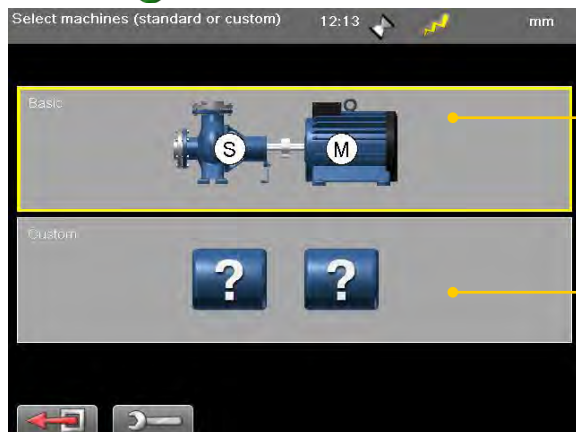 Select machines (standard or custom) 12:13 mm
Basic
S M
Custom
? ?